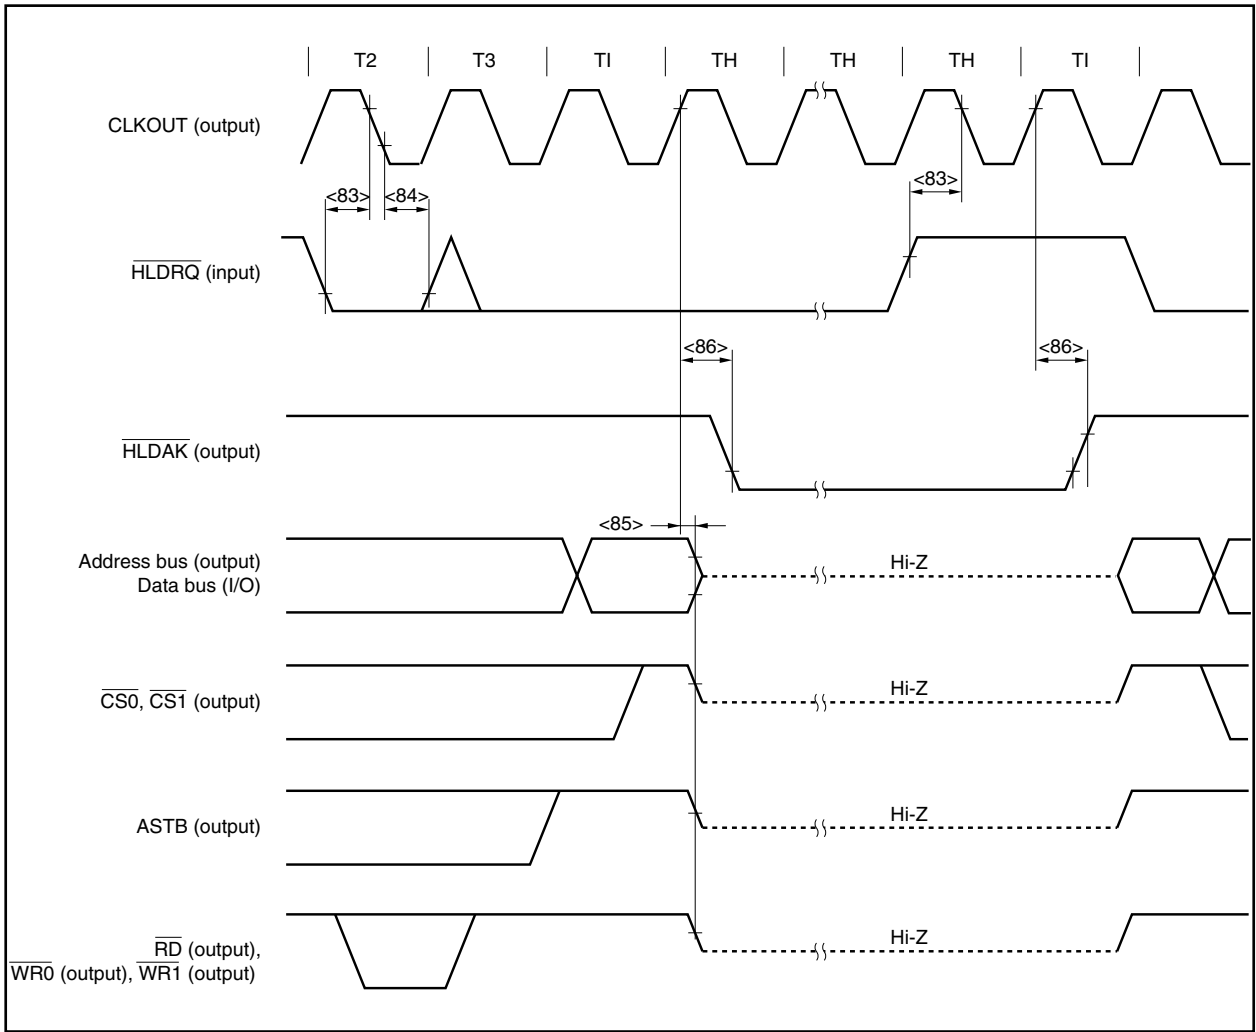 T2 T3 TI TH TH TH TI
CLKOUT (output)
<83> <84> <83>
HLDRQ (input)
<86> <86>
HLDAK (output)
<85>
Address bus (output)
Data bus (I/O)
Hi-Z
CS0, CS1 (output)
Hi-Z
ASTB (output)
Hi-Z
RD (output),
WR0 (output), WR1 (output)
Hi-Z